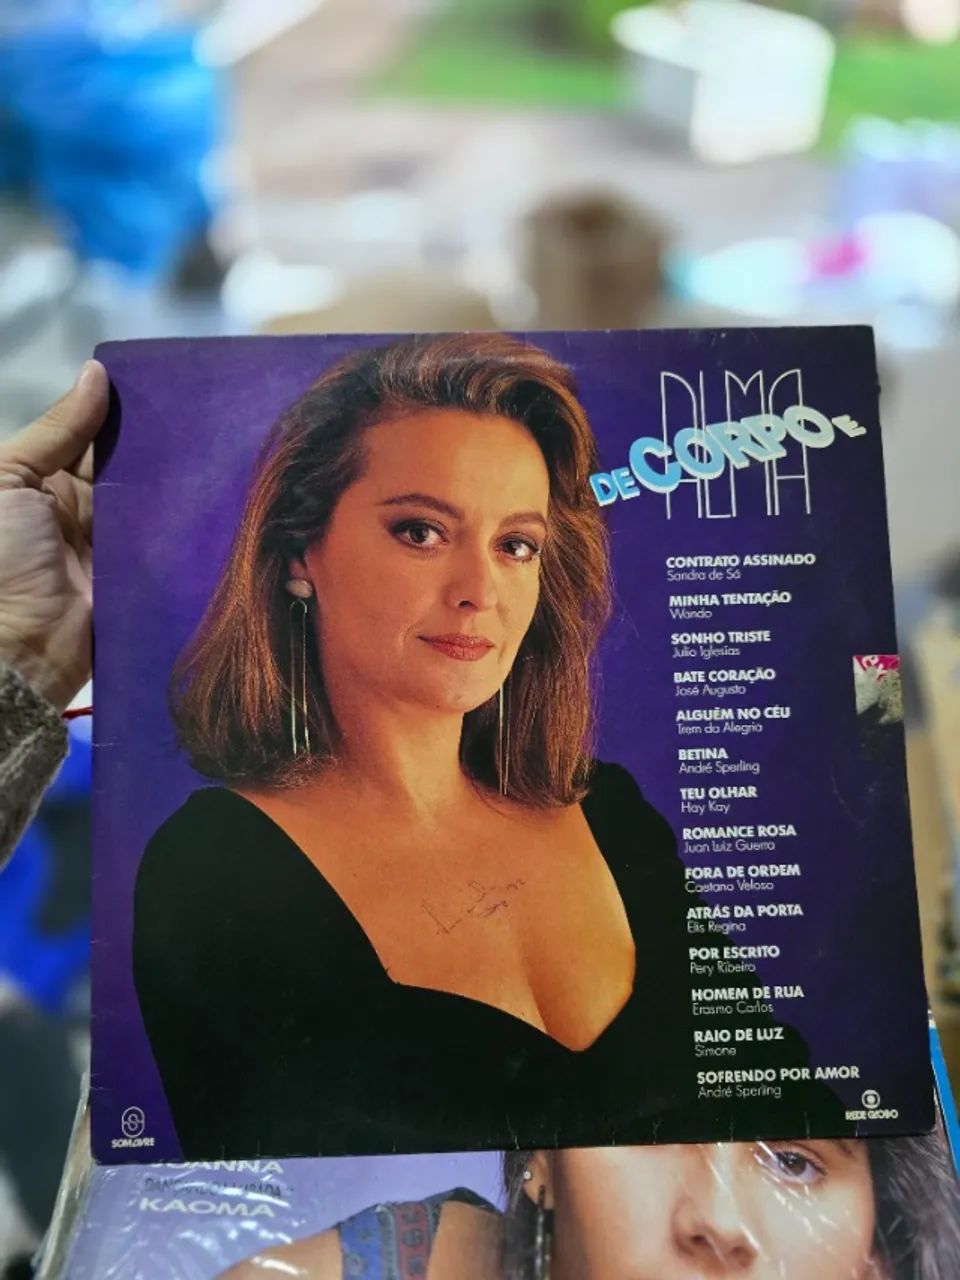 ALMA
DE CORPO E
ALMA
CONTRATO ASSINADO
Sandra de Sá
MINHA TENTAÇÃO
Wando
SONHO TRISTE
Julio Iglesias
BATE CORAÇÃO
José Augusto
ALGUÉM NO CÉU
Trem da Alegria
BETINA
André Sperling
TEU OLHAR
Hay Kay
ROMANCE ROSA
Juan Luiz Guerra
FORA DE ORDEM
Caetano Veloso
ATRÁS DA PORTA
Elis Regina
POR ESCRITO
Pery Ribeiro
HOMEM DE RUA
Erasmo Carlos
RAIO DE LUZ
Simone
SOFRENDO POR AMOR
André Sperling
SOM LIVRE
REDE GLOBO
JOANNA
DANÇANDO LAMBADA
KAOMA